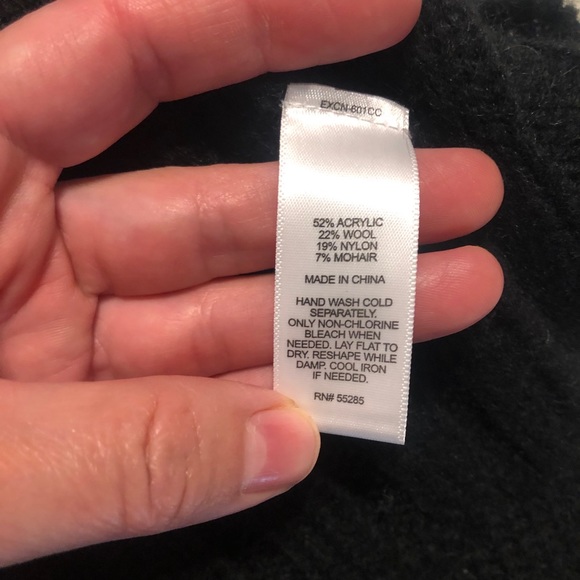 EXCN-601CC
52% ACRYLIC
22% WOOL
19% NYLON
7% MOHAIR
MADE IN CHINA
HAND WASH COLD
SEPARATELY.
ONLY NON-CHLORINE
BLEACH WHEN
NEEDED. LAY FLAT TO
DRY. RESHAPE WHILE
DAMP. COOL IRON
IF NEEDED.
RN# 55285